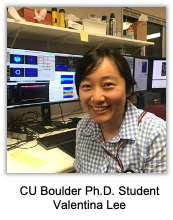 CU Boulder Ph.D. Student
Valentina Lee